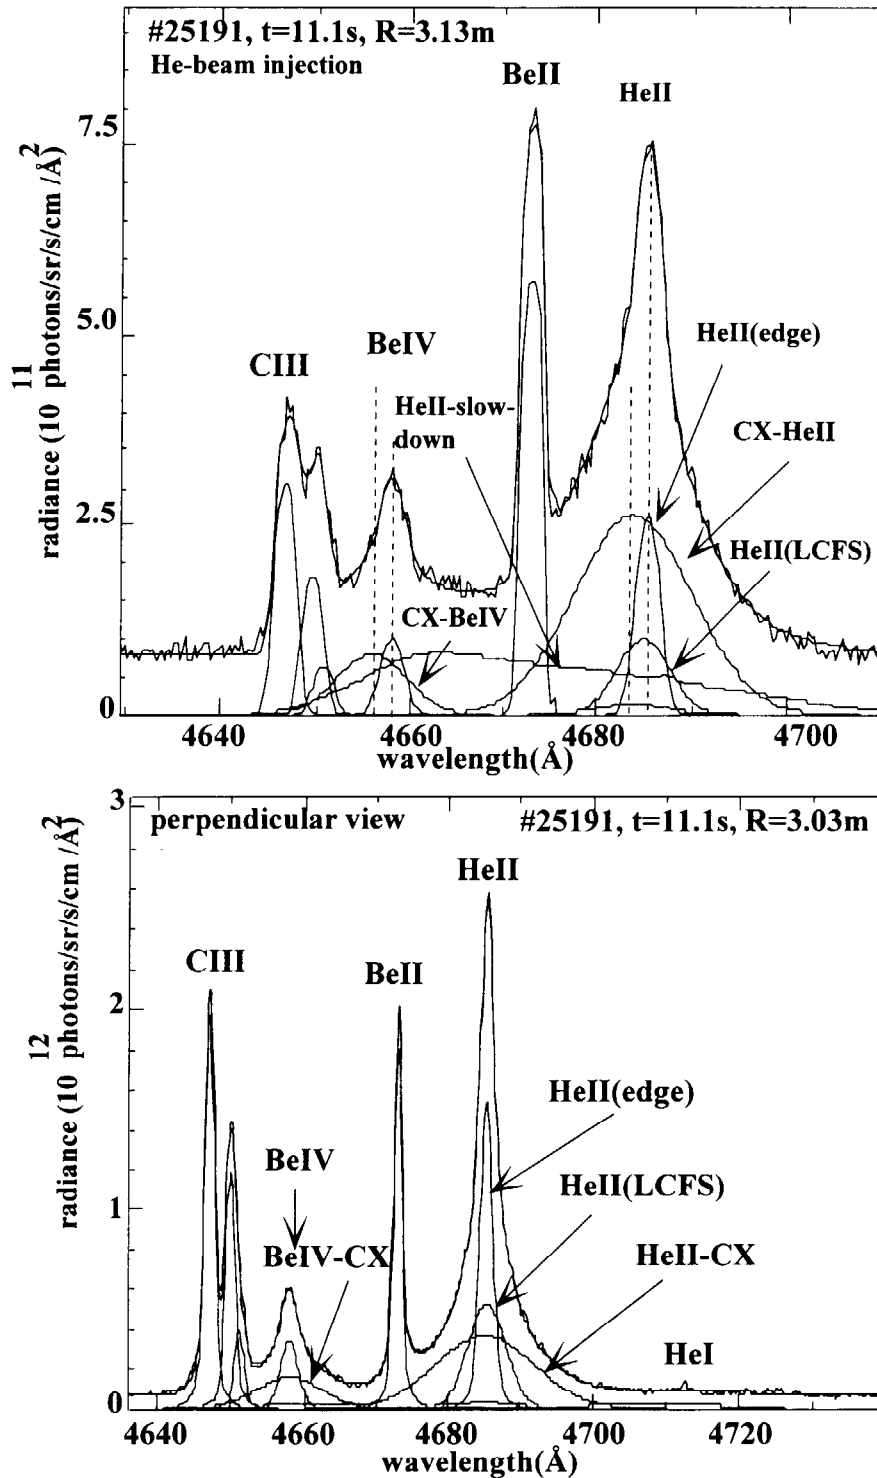 #25191, t=11.1s, R=3.13m
He-beam injection
BeII
HeII
7.5
radiance (10 11 photons/sr/s/cm 2 /Å)
5.0
HeII(edge)
BeIV
CIII
HeII-slow-
down
CX-HeII
2.5
HeII(LCFS)
CX-BeIV
0
4640 4660 4680 4700
wavelength(Å)
3
perpendicular view #25191, t=11.1s, R=3.03m
HeII
CIII
BeII
2
radiance (10 12 photons/sr/s/cm 2 /Å)
HeII(edge)
BeIV
HeII(LCFS)
1
BeIV-CX
HeII-CX
HeI
0
4640 4660 4680 4700 4720
wavelength(Å)